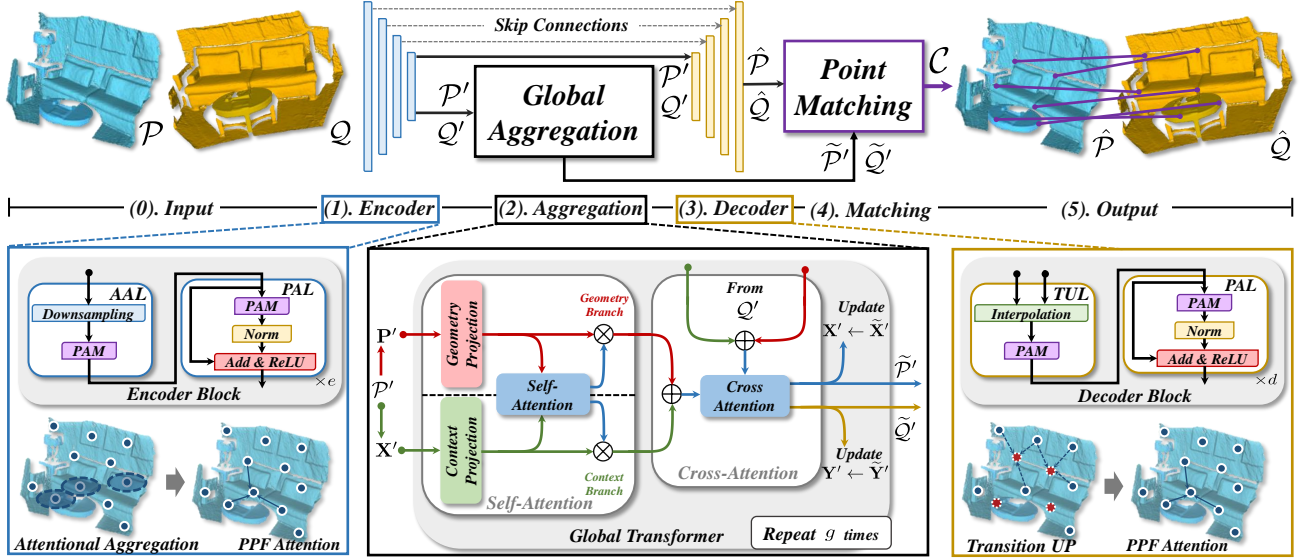 Skip Connections
𝒫
𝒬
𝒫′
𝒬′
Global
Aggregation
𝒫′
𝒬′
𝒫̂
𝒬̂
Point
Matching
𝒞
𝒫̃′ 𝒬̃′
𝒫̂
𝒬̂
(0). Input
(1). Encoder
(2). Aggregation
(3). Decoder
(4). Matching
(5). Output
AAL
Downsampling
PAM
PAL
PAM
Norm
Add & ReLU
×e
Encoder Block
Attentional Aggregation
PPF Attention
P′
𝒫′
X′
Geometry
Projection
Context
Projection
Self-
Attention
Geometry
Branch
Context
Branch
Self-Attention
From
𝒬′
Cross
Attention
Cross-Attention
Update
X′ ← X̃′
𝒫̃′
𝒬̃′
Update
Y′ ← Ỹ′
Global Transformer
Repeat g times
TUL
Interpolation
PAM
PAL
PAM
Norm
Add & ReLU
×d
Decoder Block
Transition UP
PPF Attention